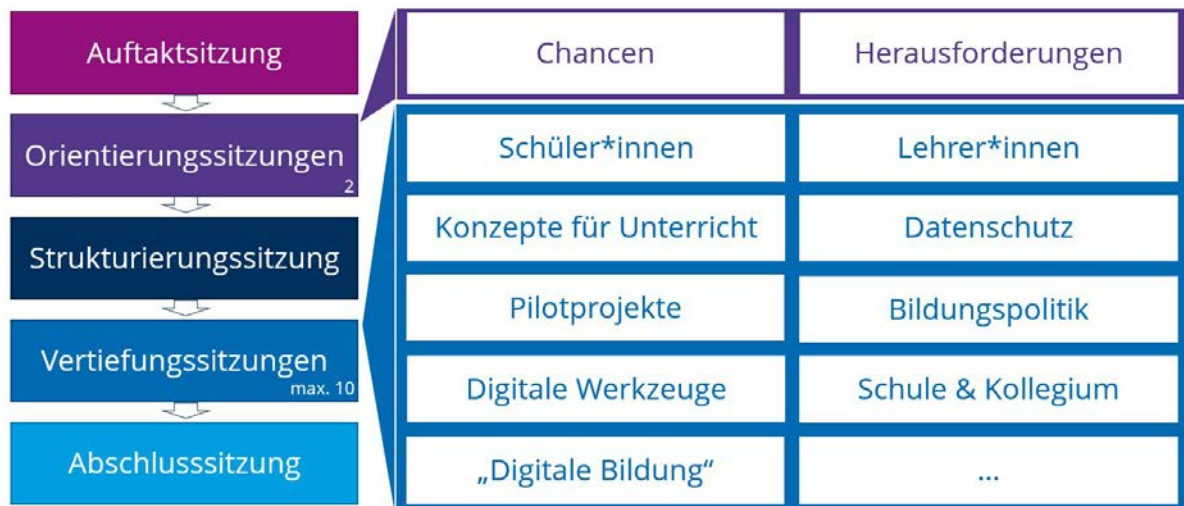 Auftaktsitzung
Orientierungssitzungen
2
Strukturierungssitzung
Vertiefungssitzungen
max. 10
Abschlusssitzung
Chancen
Herausforderungen
Schüler*innen
Lehrer*innen
Konzepte für Unterricht
Datenschutz
Pilotprojekte
Bildungspolitik
Digitale Werkzeuge
Schule & Kollegium
„Digitale Bildung“
...